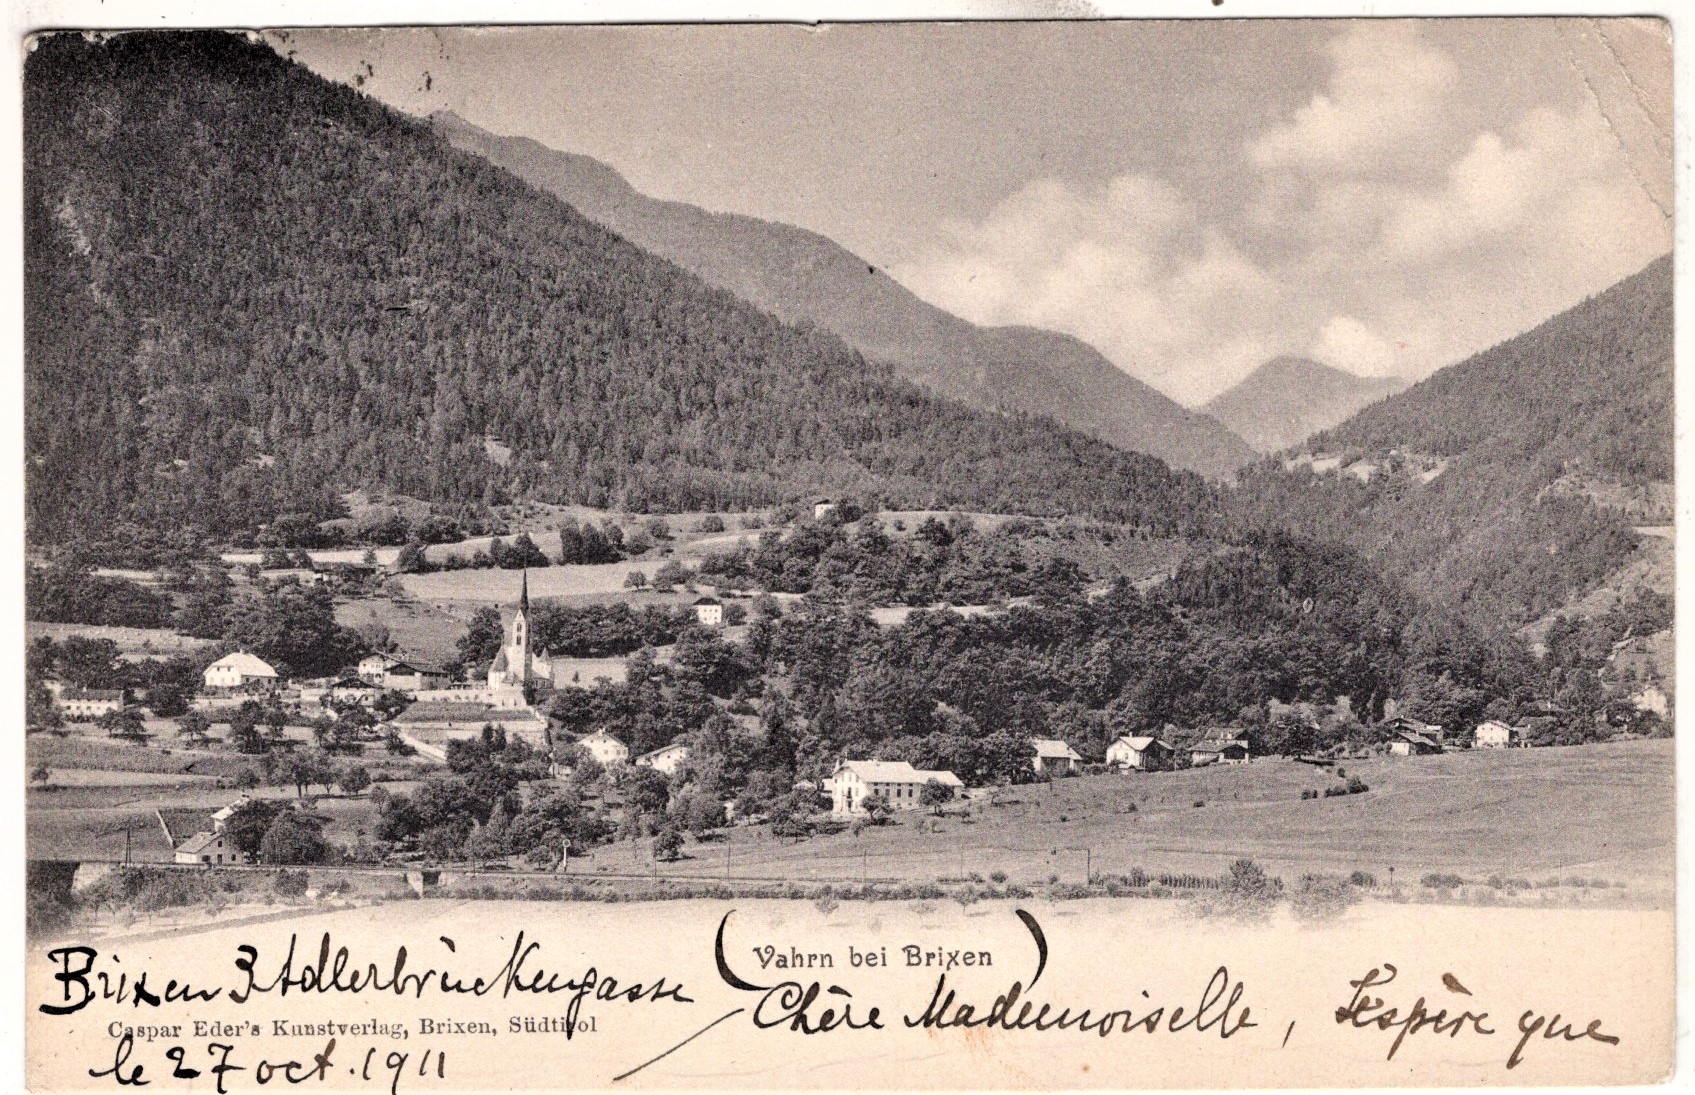 Vahrn bei Brixen
Brixen 3 Adlerbrückengasse
Caspar Eder's Kunstverlag, Brixen, Südtirol
le 27 oct. 1911
Chère Mademoiselle, J'espère que